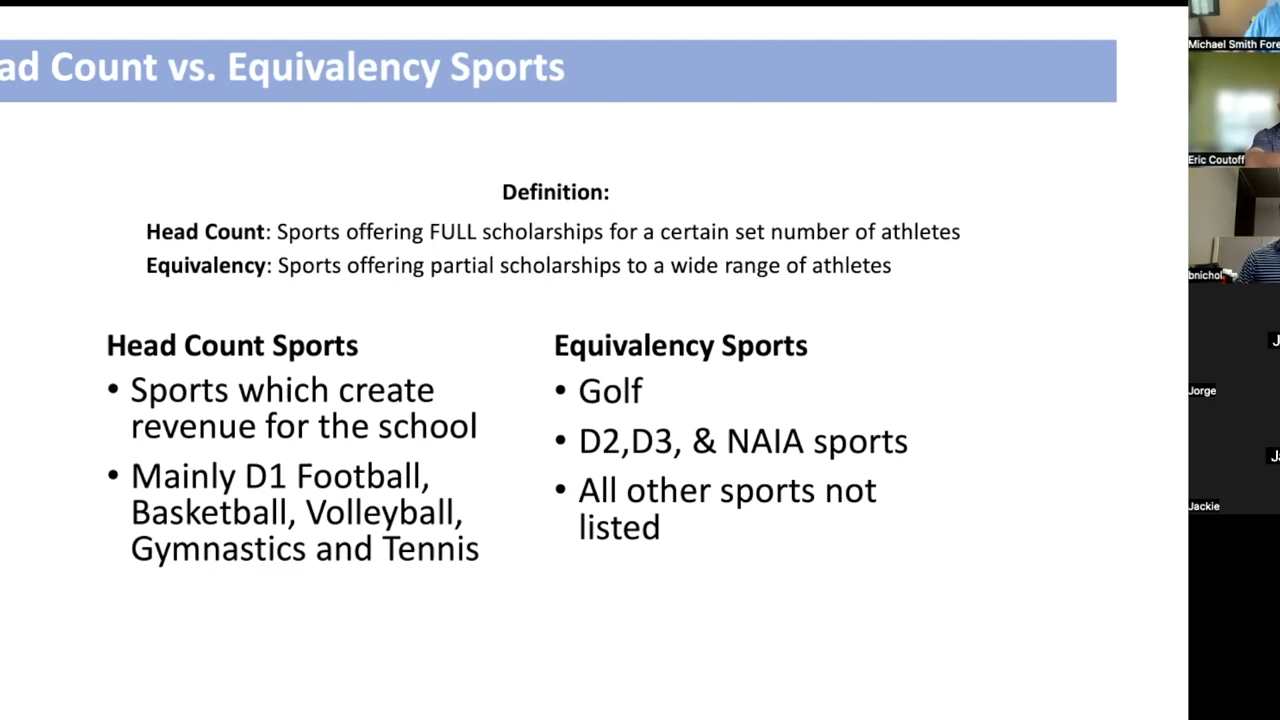 ad Count vs. Equivalency Sports
Definition:
Head Count: Sports offering FULL scholarships for a certain set number of athletes
Equivalency: Sports offering partial scholarships to a wide range of athletes
Head Count Sports
• Sports which create
revenue for the school
• Mainly D1 Football,
Basketball, Volleyball,
Gymnastics and Tennis
Equivalency Sports
• Golf
• D2,D3, & NAIA sports
• All other sports not
listed
Michael Smith Fore
Eric Coutoff
bnichol
J
Jorge
Ja
Jackie